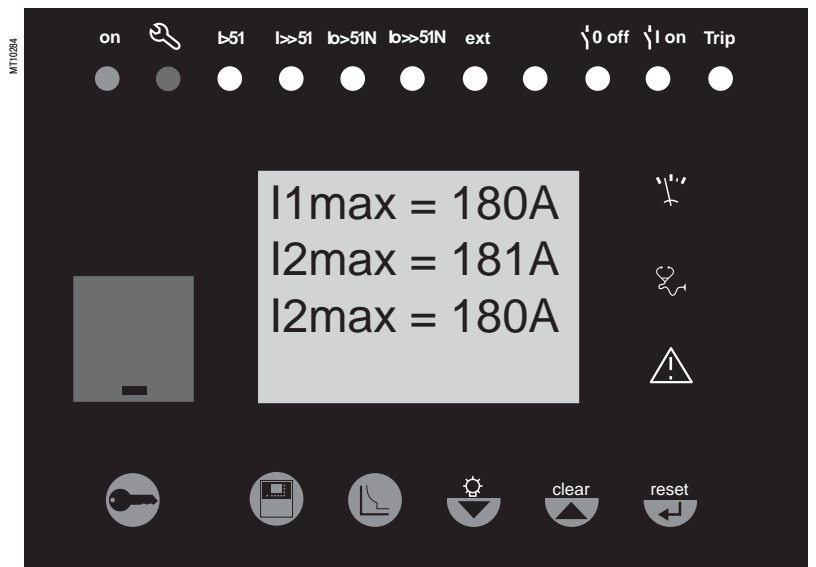 MT10284
on I>51 I>>51 Io>51N Io>>51N ext 0 off I on Trip
I1max = 180A
I2max = 181A
I2max = 180A
clear reset